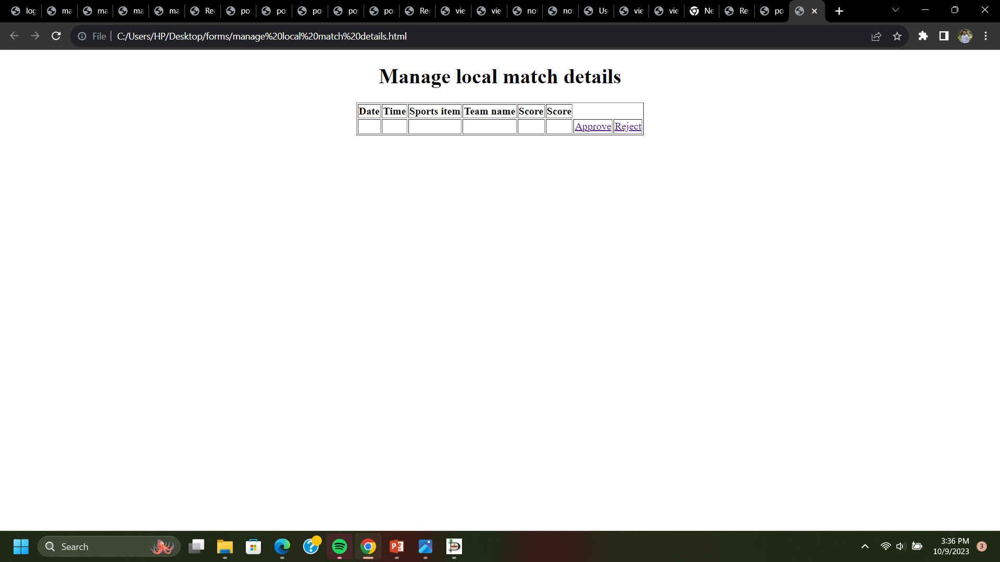 log ma ma ma ma Re po po po po po Re vie vie not not Us vie vie Ne Re po
File C:/Users/HP/Desktop/forms/manage%20local%20match%20details.html
Manage local match details
Date Time Sports item Team name Score Score
Approve Reject
Search
3:36 PM
10/9/2023
3